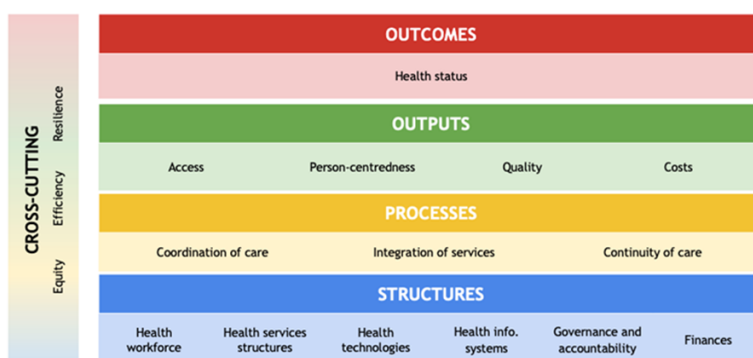 OUTCOMES
Health status
OUTPUTS
Access Person-centredness Quality Costs
PROCESSES
Coordination of care Integration of services Continuity of care
STRUCTURES
Health workforce
Health services structures
Health technologies
Health info. systems
Governance and accountability
Finances
CROSS-CUTTING
Resilience
Efficiency
Equity